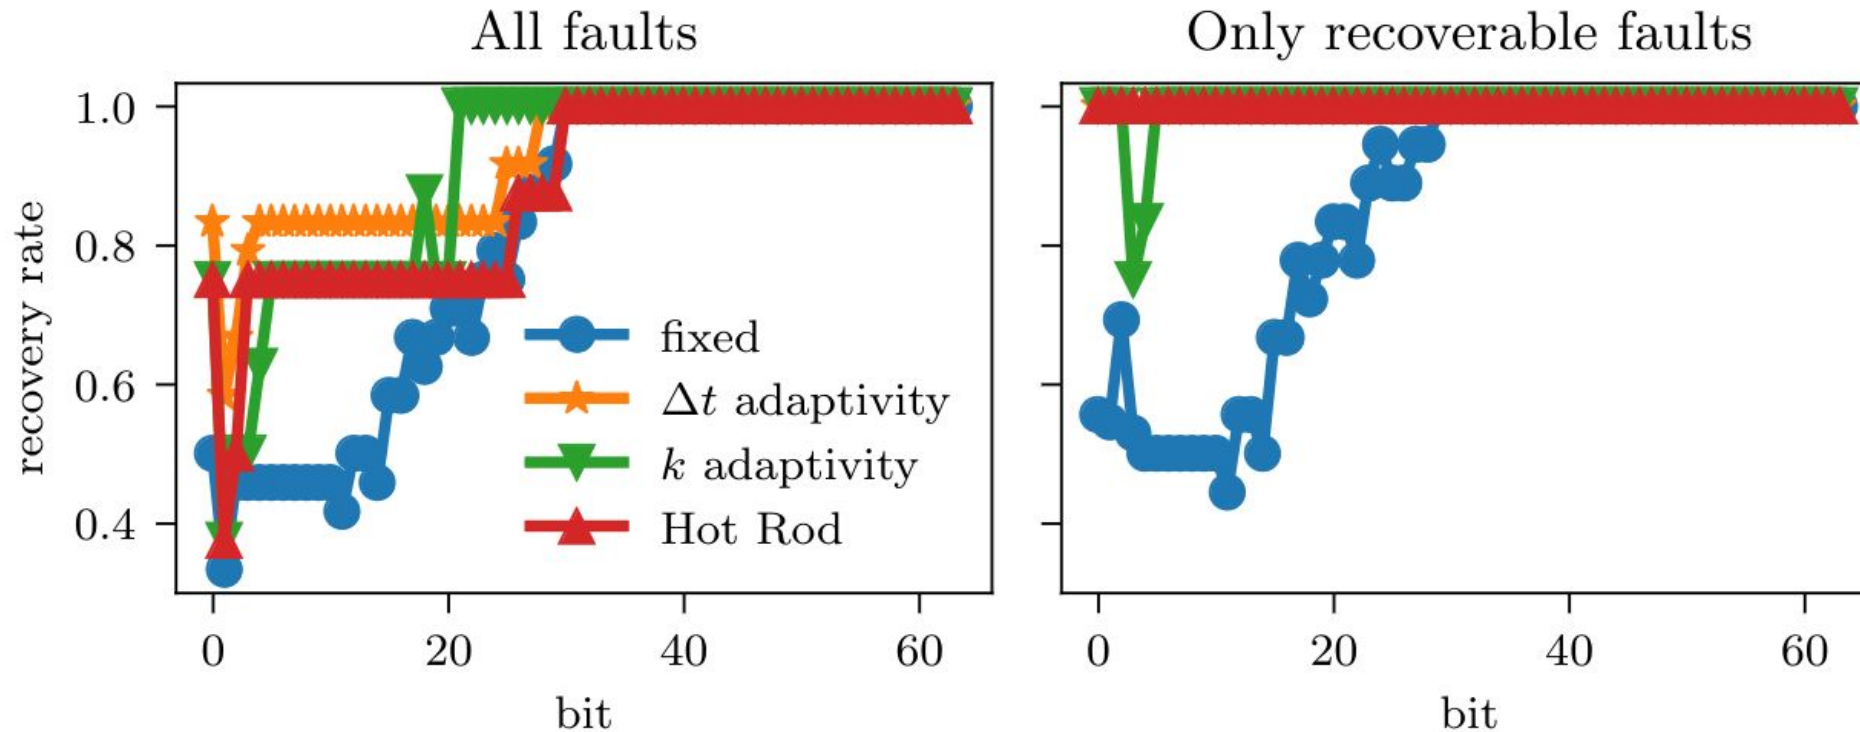 All faults
Only recoverable faults
recovery rate
1.0
0.8
0.6
0.4
fixed
Δt adaptivity
k adaptivity
Hot Rod
0 20 40 60
0 20 40 60
bit
bit